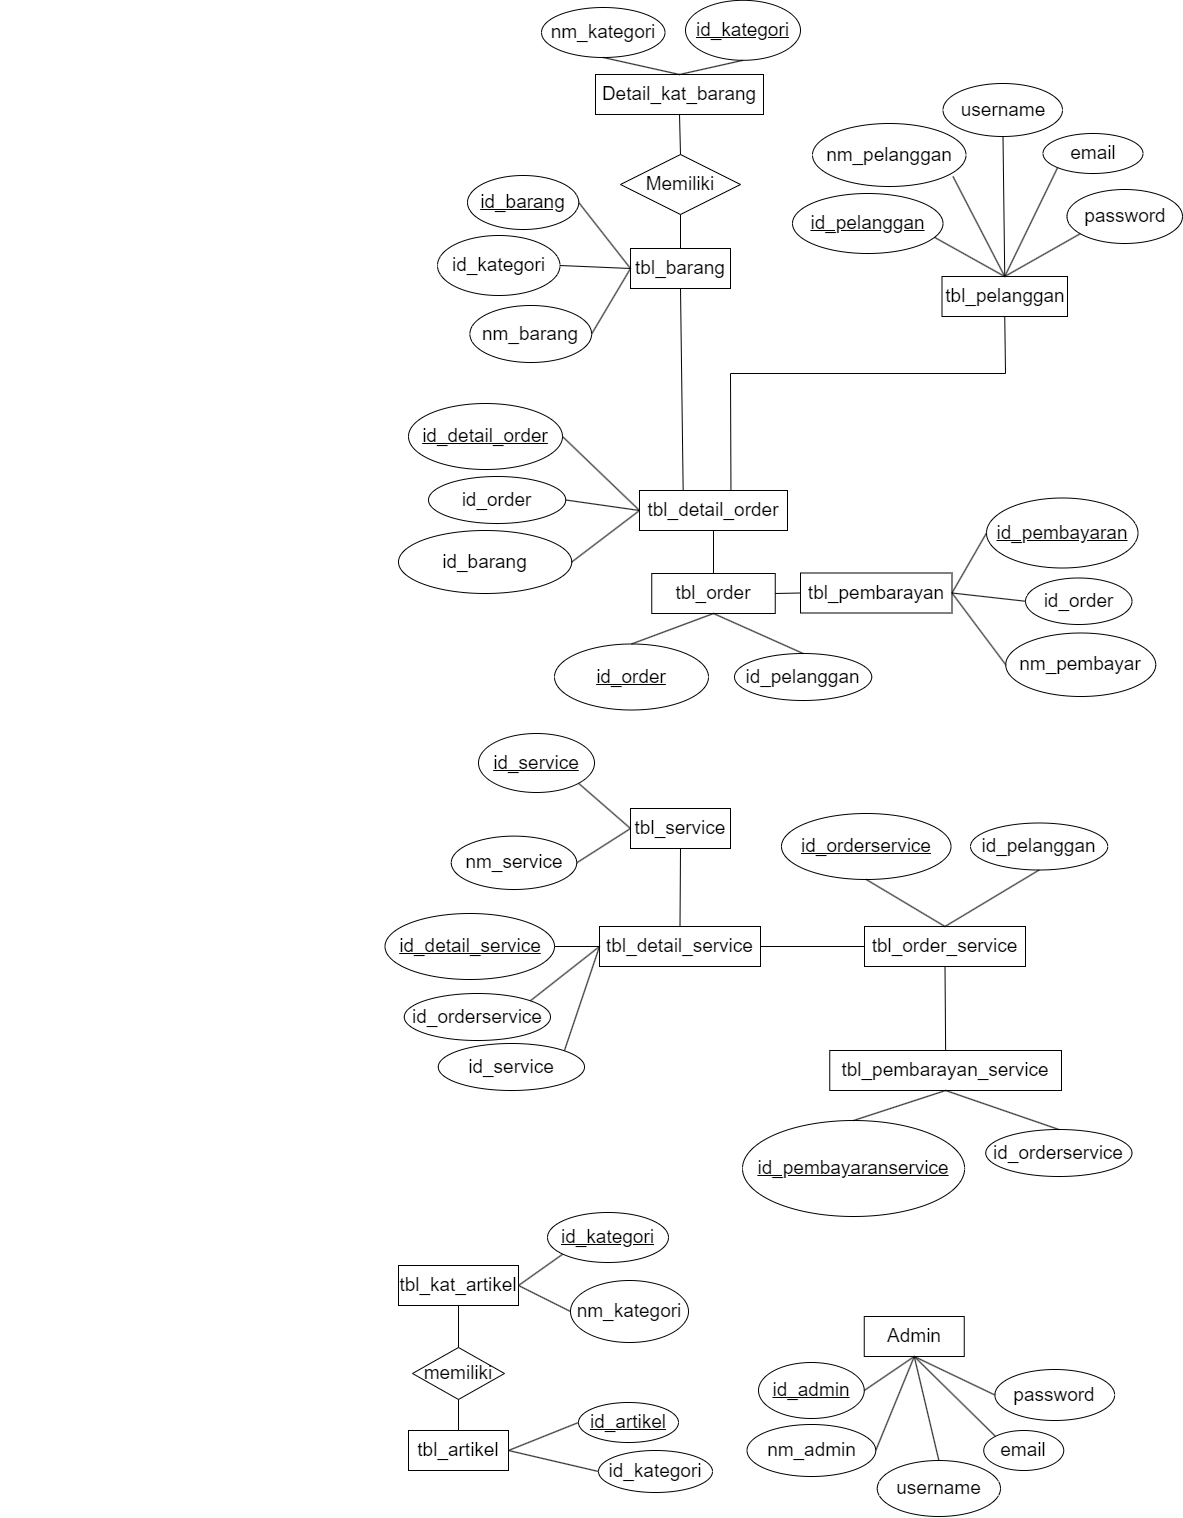 nm_kategori
id_kategori
Detail_kat_barang
username
nm_pelanggan
email
Memiliki
id_barang
id_pelanggan
password
id_kategori
tbl_barang
tbl_pelanggan
nm_barang
id_detail_order
id_order
tbl_detail_order
id_pembayaran
id_barang
tbl_order
tbl_pembarayan
id_order
id_order
id_pelanggan
nm_pembayar
id_service
tbl_service
id_orderservice
id_pelanggan
nm_service
id_detail_service
tbl_detail_service
tbl_order_service
id_orderservice
id_service
tbl_pembarayan_service
id_pembayaranservice
id_orderservice
id_kategori
tbl_kat_artikel
nm_kategori
Admin
memiliki
id_admin
password
id_artikel
tbl_artikel
nm_admin
email
id_kategori
username